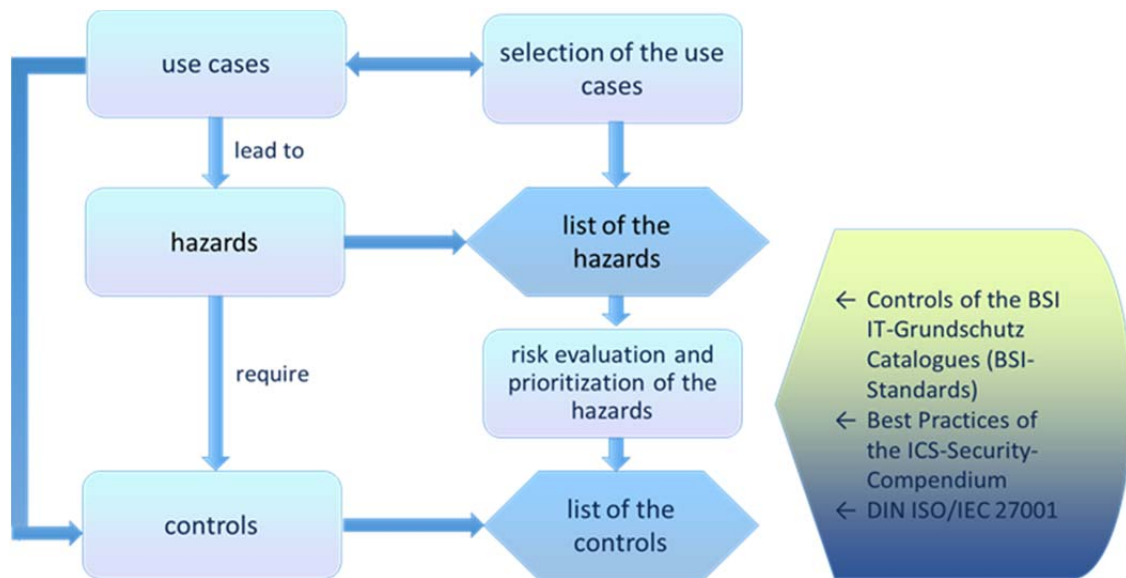 use cases
selection of the use
cases
lead to
hazards
list of the
hazards
require
risk evaluation and
prioritization of the
hazards
controls
list of the
controls
← Controls of the BSI
IT-Grundschutz
Catalogues (BSI-
Standards)
← Best Practices of
the ICS-Security-
Compendium
← DIN ISO/IEC 27001